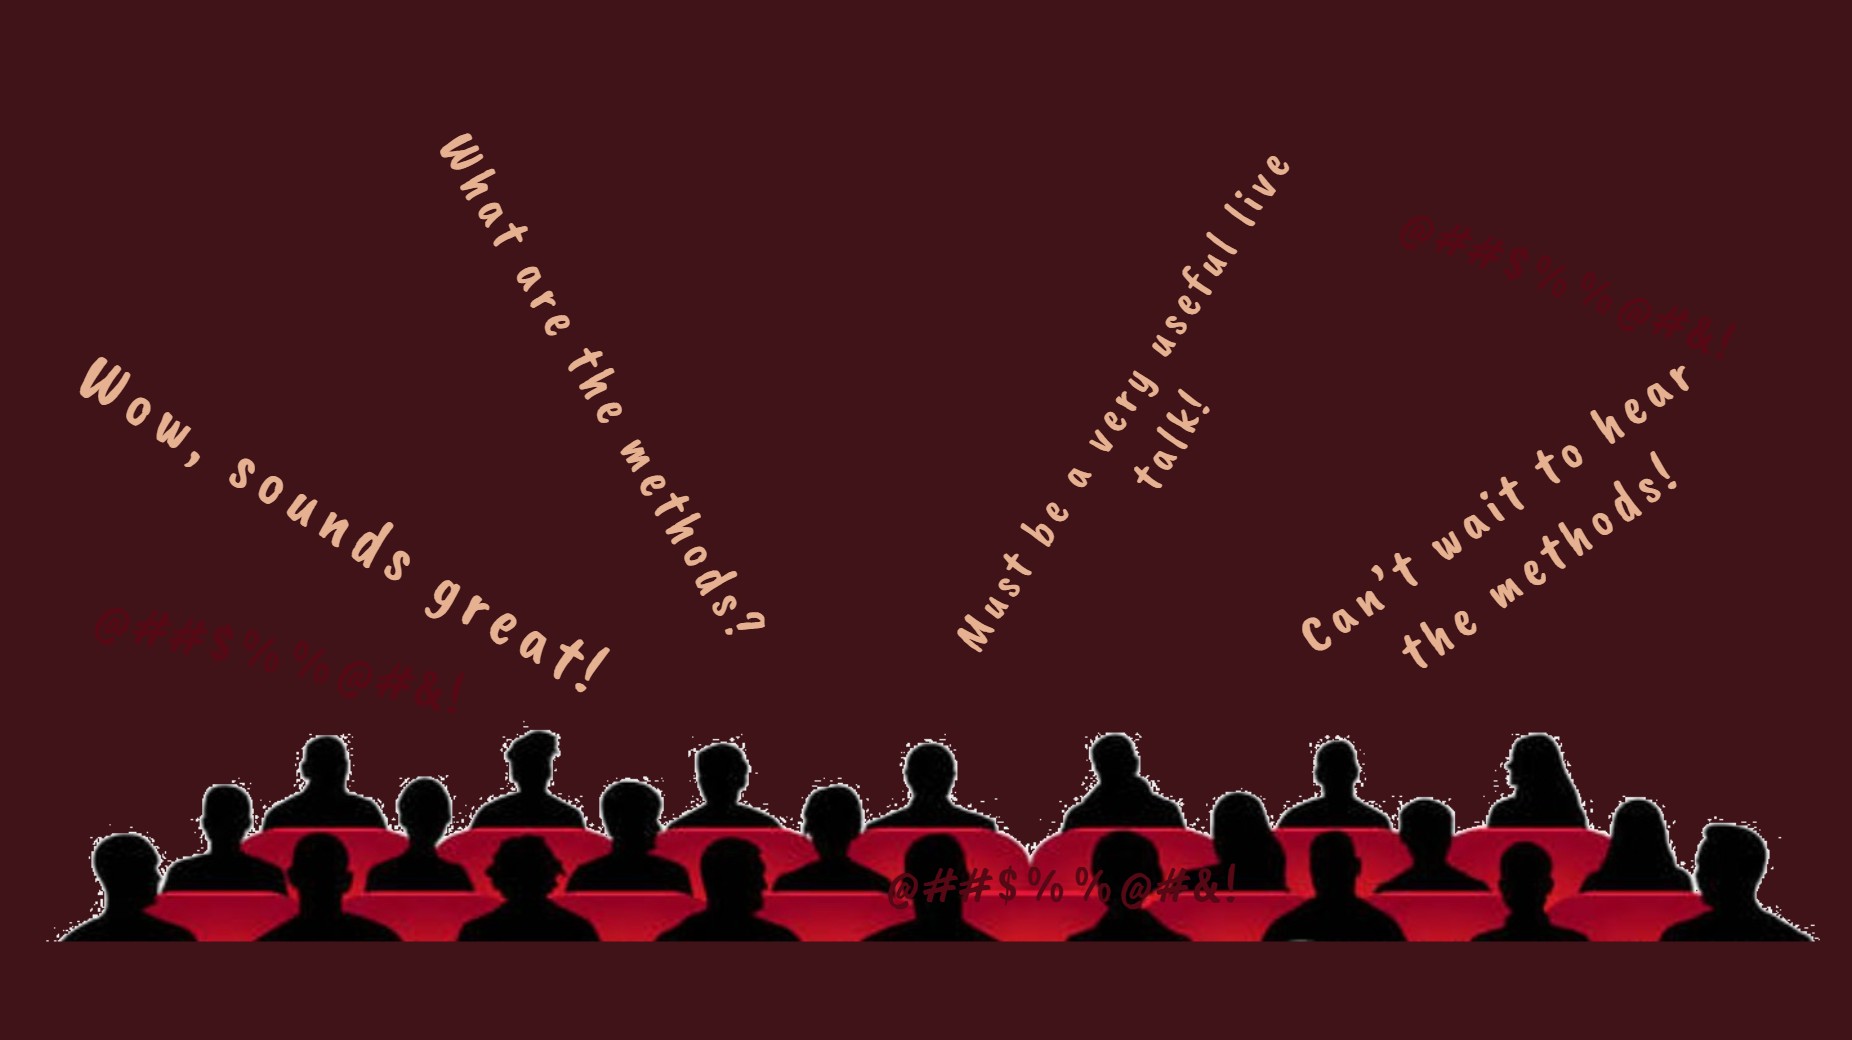 What are the methods?
Must be a very useful live
talk!
@##$%%@#&!
Wow, sounds great!
Can't wait to hear
the methods!
@##$%%@#&!
@##$%%@#&!